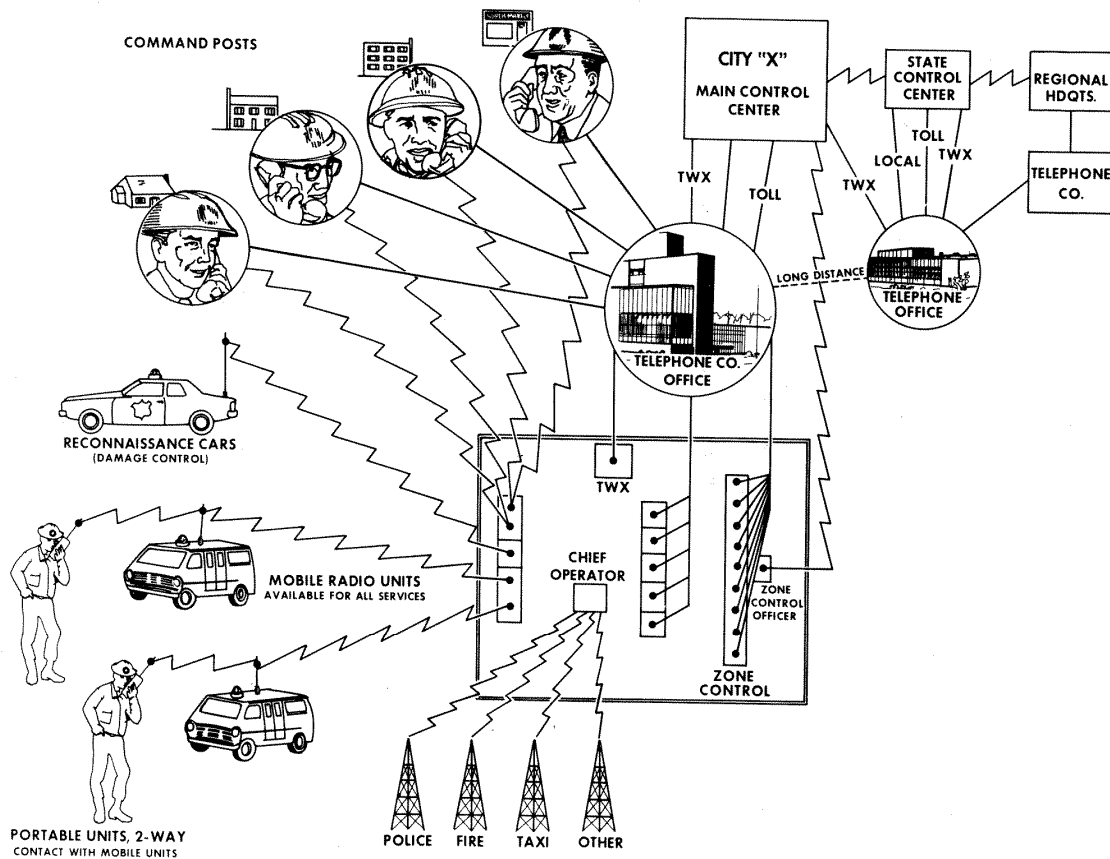 COMMAND POSTS
CITY "X"
MAIN CONTROL
CENTER
STATE
CONTROL
CENTER
REGIONAL
HDQTS.
TELEPHONE
CO.
TWX
TOLL
TWX
LOCAL
TOLL
TWX
LONG DISTANCE
TELEPHONE
OFFICE
TELEPHONE CO.
OFFICE
RECONNAISSANCE CARS
(DAMAGE CONTROL)
TWX
CHIEF
OPERATOR
ZONE
CONTROL
OFFICER
ZONE
CONTROL
MOBILE RADIO UNITS
AVAILABLE FOR ALL SERVICES
POLICE
FIRE
TAXI
OTHER
PORTABLE UNITS, 2-WAY
CONTACT WITH MOBILE UNITS